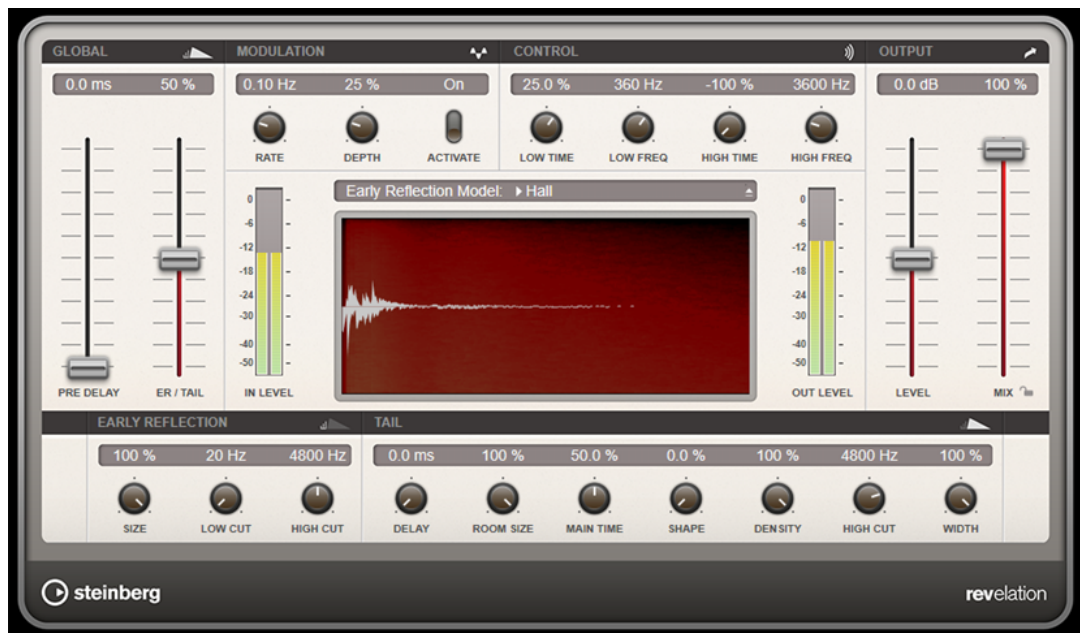 GLOBAL MODULATION CONTROL OUTPUT
0.0 ms 50 % 0.10 Hz 25 % On 25.0 % 360 Hz -100 % 3600 Hz 0.0 dB 100 %
RATE DEPTH ACTIVATE LOW TIME LOW FREQ HIGH TIME HIGH FREQ
Early Reflection Model: Hall
0 0
-6 -6
-12 -12
-18 -18
-24 -24
-30 -30
-40 -40
-50 -50
PRE DELAY ER / TAIL IN LEVEL OUT LEVEL LEVEL MIX
EARLY REFLECTION TAIL
100 % 20 Hz 4800 Hz 0.0 ms 100 % 50.0 % 0.0 % 100 % 4800 Hz 100 %
SIZE LOW CUT HIGH CUT DELAY ROOM SIZE MAIN TIME SHAPE DENSITY HIGH CUT WIDTH
steinberg revelation